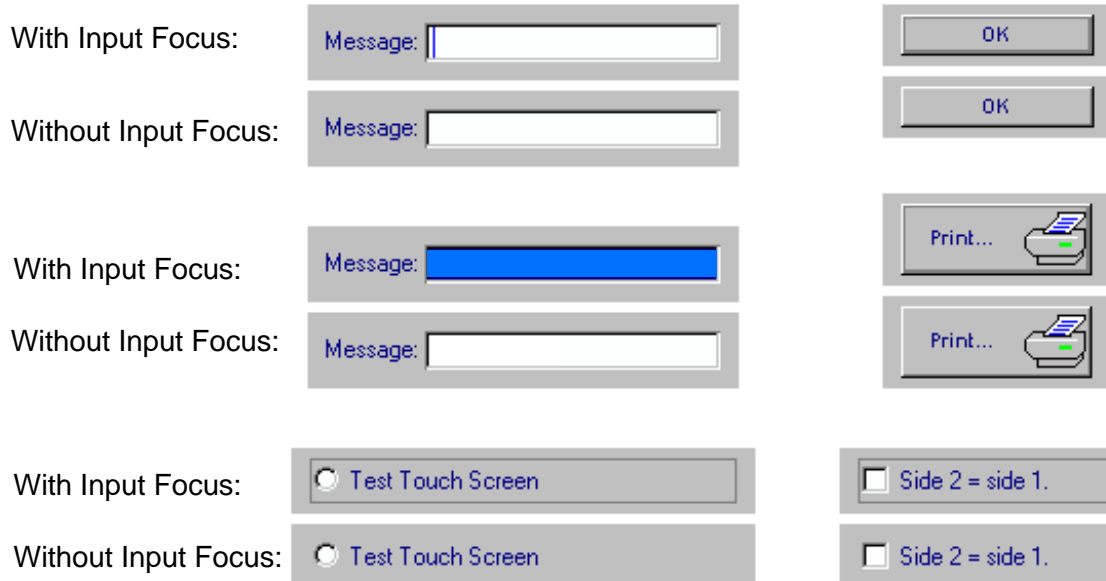 With Input Focus: Message: OK
Without Input Focus: Message: OK
With Input Focus: Message: Print...
Without Input Focus: Message: Print...
With Input Focus: Test Touch Screen Side 2 = side 1.
Without Input Focus: Test Touch Screen Side 2 = side 1.